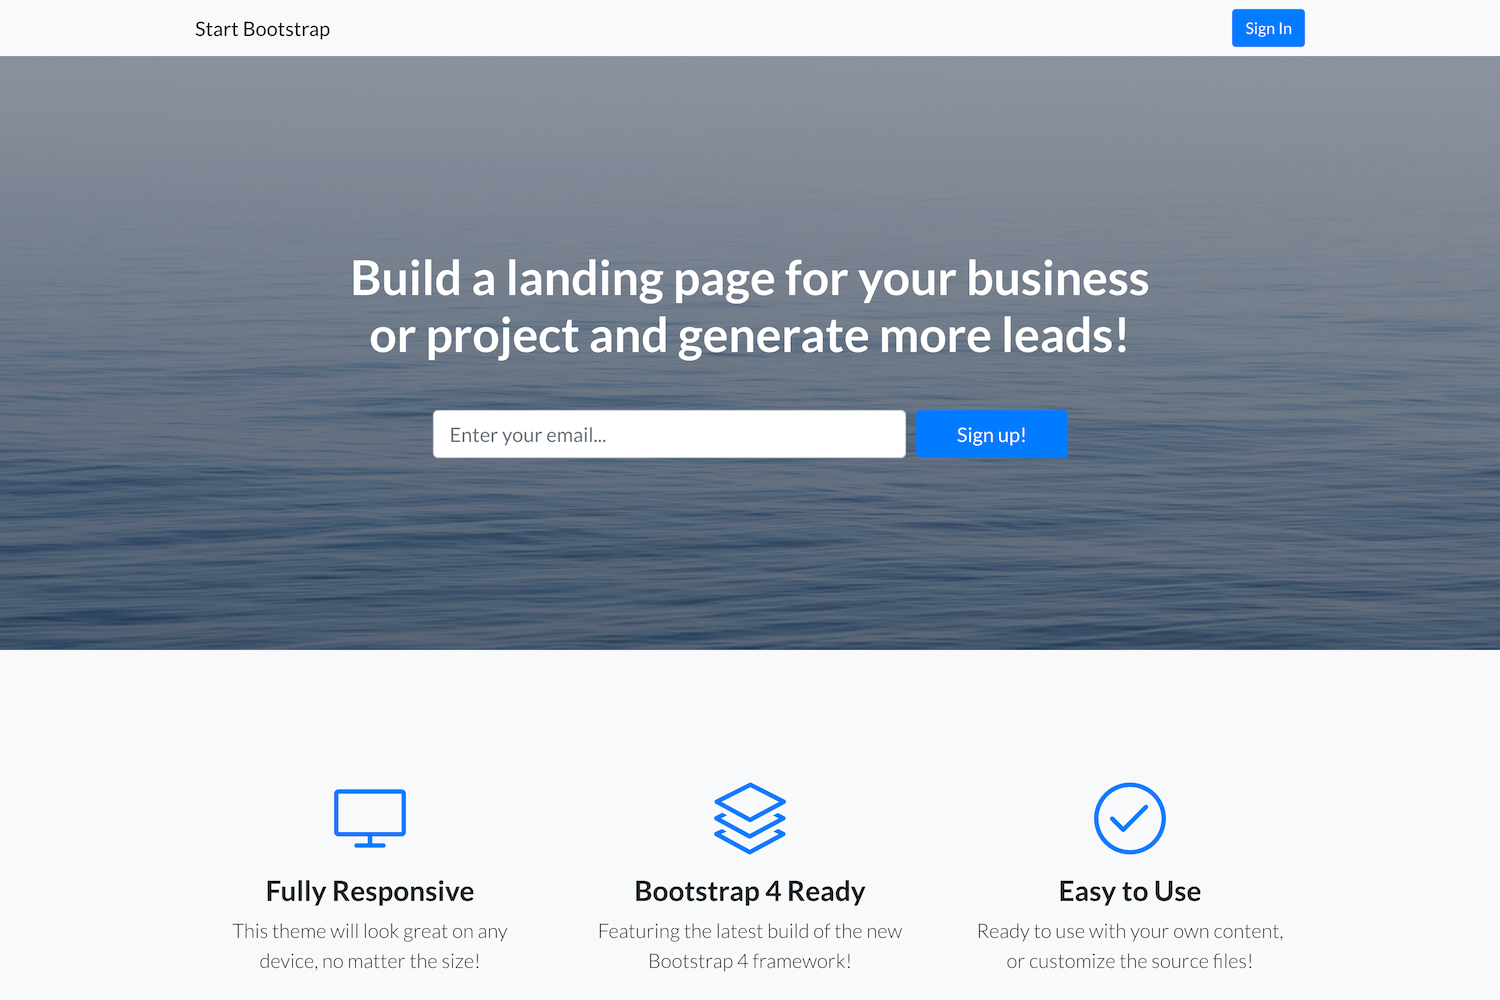 Start Bootstrap
Sign In
Build a landing page for your business
or project and generate more leads!
Enter your email...
Sign up!
Fully Responsive
This theme will look great on any
device, no matter the size!
Bootstrap 4 Ready
Featuring the latest build of the new
Bootstrap 4 framework!
Easy to Use
Ready to use with your own content,
or customize the source files!